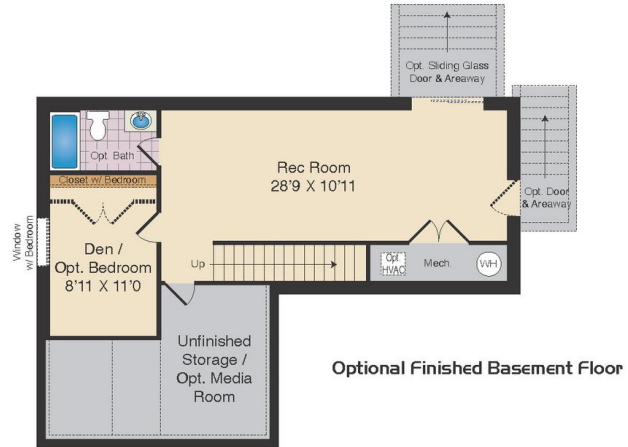 Opt. Sliding Glass
Door & Areaway
Opt. Bath
Rec Room
28'9 X 10'11
Opt. Door
& Areaway
Closet w/ Bedroom
Window
w/ Bedroom
Den /
Opt. Bedroom
8'11 X 11'0
Up
Opt
HVAC
Mech.
WH
Unfinished
Storage /
Opt. Media
Room
Optional Finished Basement Floor